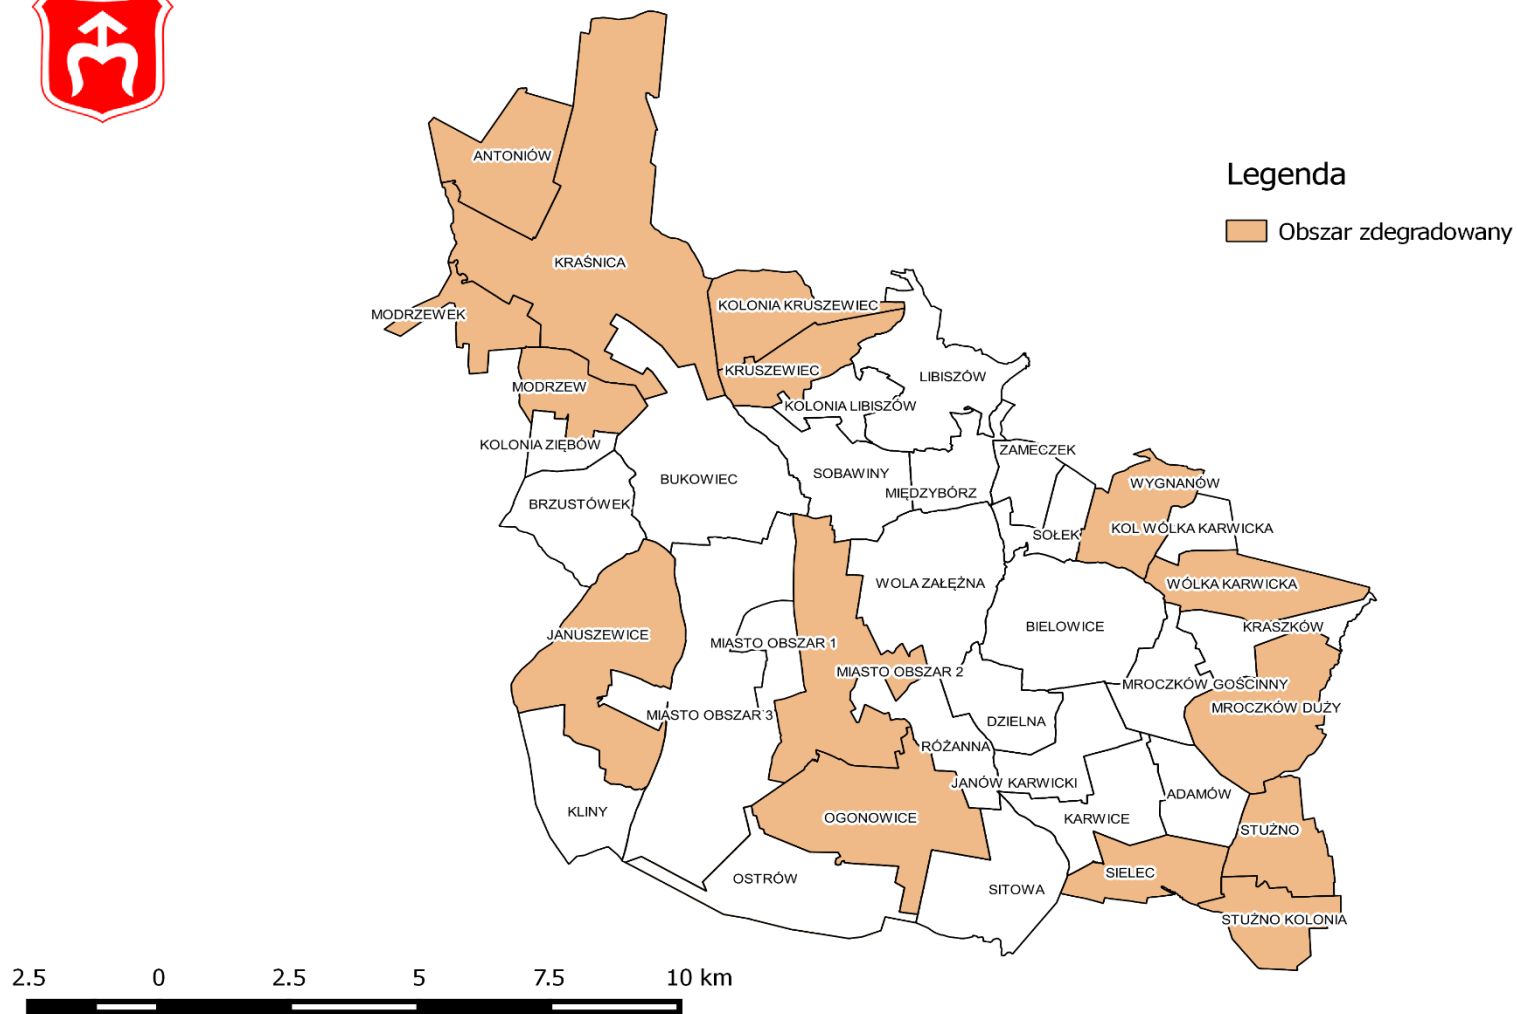 ANTONIÓW
Legenda
Obszar zdegradowany
KRAŚNICA
KOLONIA KRUSZEWIEC
MODRZEWEK
KRUSZEWIEC
LIBISZÓW
MODRZEW
KOLONIA LIBISZÓW
KOLONIA ZIĘBÓW
ZAMECZEK
SOBAWINY
BUKOWIEC
WYGNANÓW
MIĘDZYBÓRZ
BRZUSTÓWEK
KOL WÓLKA KARWICKA
SOŁEK
WOLA ZAŁĘŻNA
WÓLKA KARWICKA
BIELOWICE
KRASZKÓW
JANUSZEWICE
MIASTO OBSZAR 1
MIASTO OBSZAR 2
MROCZKÓW GOŚCINNY
MROCZKÓW DUŻY
MIASTO OBSZAR 3
DZIELNA
RÓŻANNA
JANÓW KARWICKI
ADAMÓW
KLINY
OGONOWICE
KARWICE
STUŻNO
SIELEC
OSTRÓW
SITOWA
STUŻNO KOLONIA
2.5 0 2.5 5 7.5 10 km